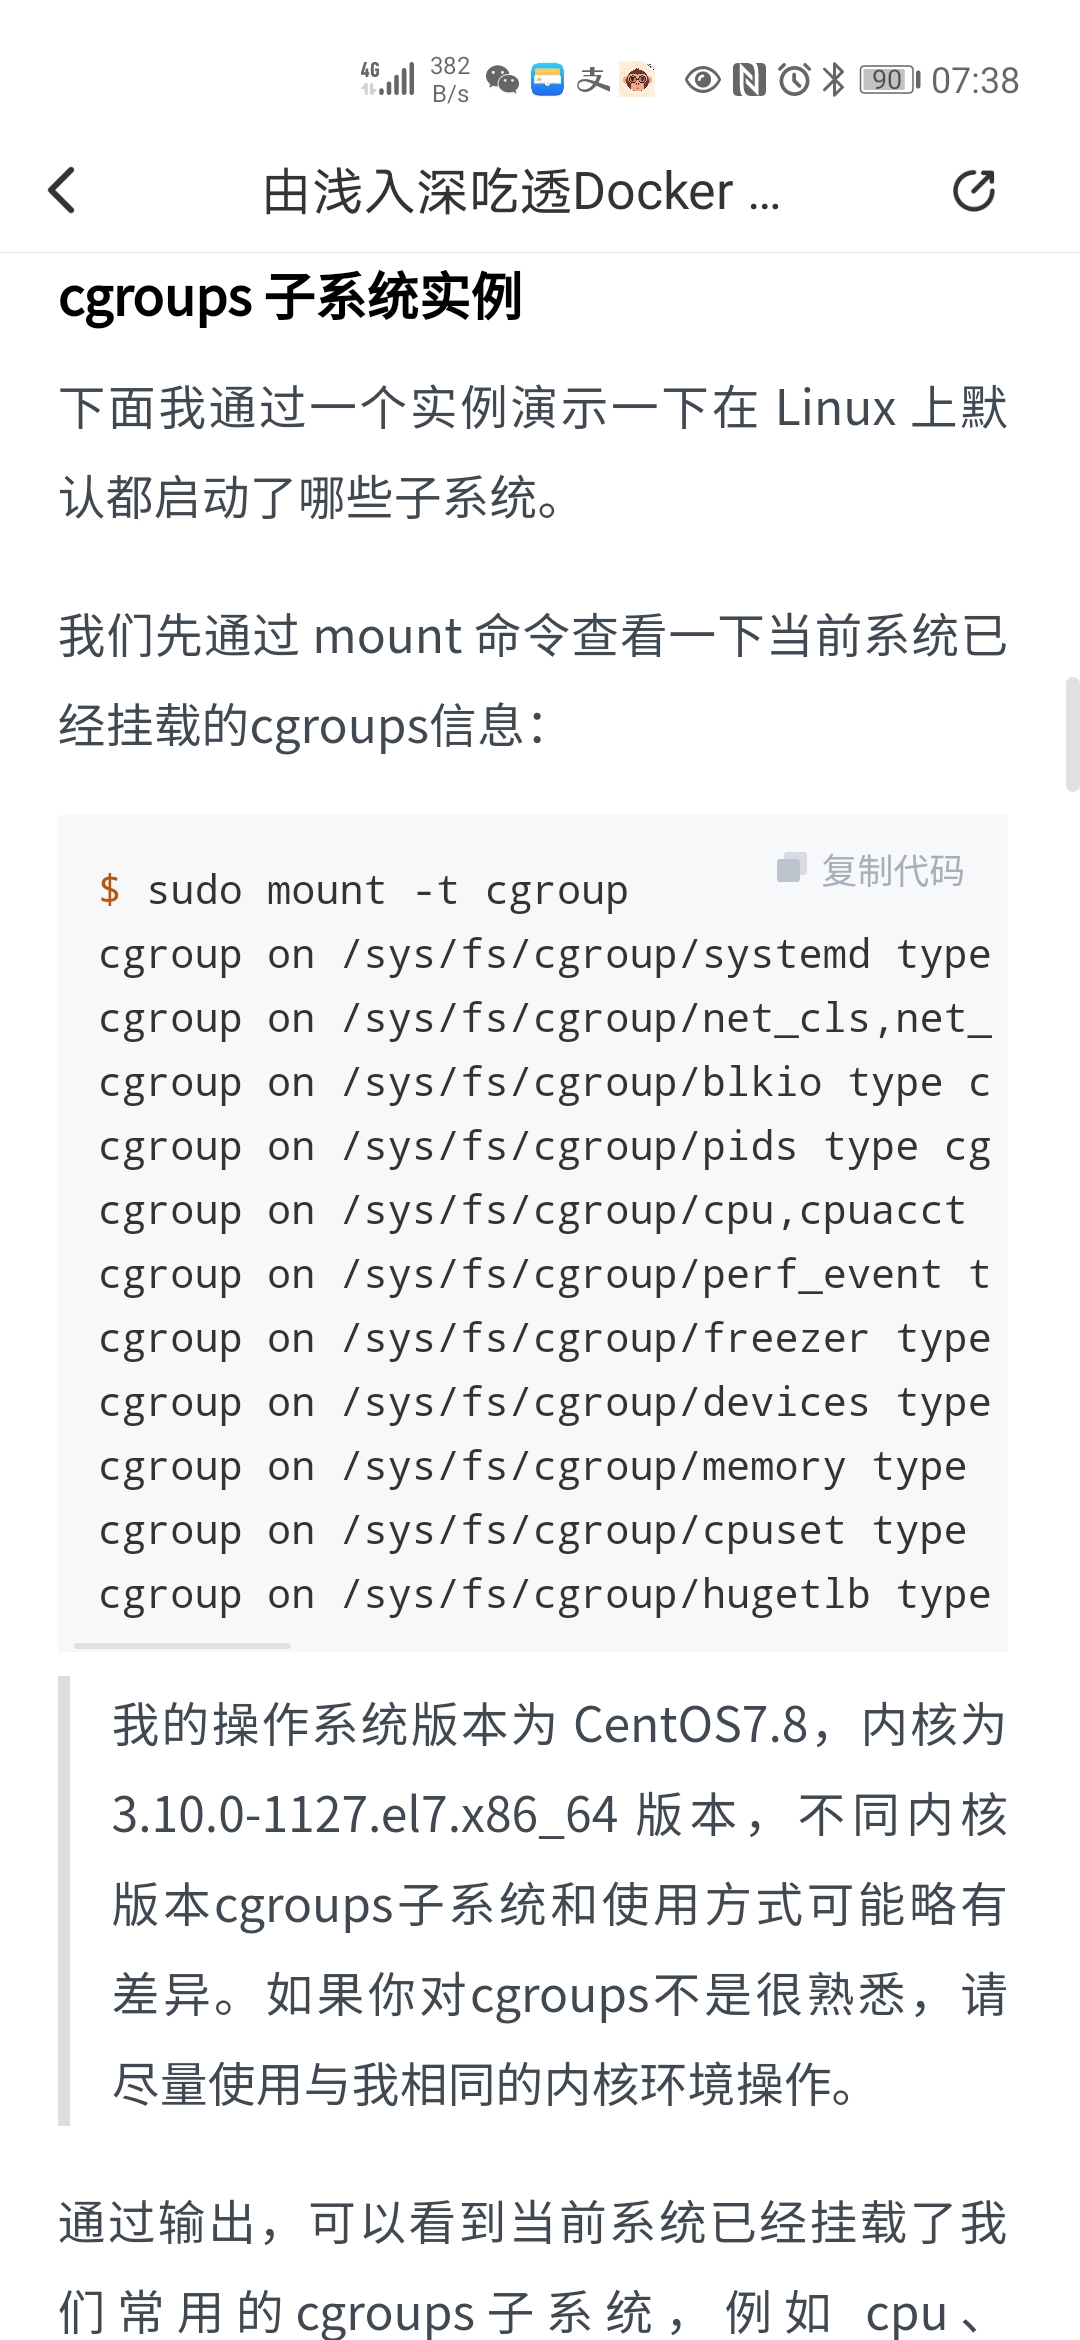 4G 382 B/s 支 90 07:38
由浅入深吃透Docker ...
cgroups 子系统实例
下面我通过一个实例演示一下在 Linux 上默
认都启动了哪些子系统。
我们先通过 mount 命令查看一下当前系统已
经挂载的cgroups信息：
复制代码
$ sudo mount -t cgroup
cgroup on /sys/fs/cgroup/systemd type
cgroup on /sys/fs/cgroup/net_cls,net_
cgroup on /sys/fs/cgroup/blkio type c
cgroup on /sys/fs/cgroup/pids type cg
cgroup on /sys/fs/cgroup/cpu,cpuacct
cgroup on /sys/fs/cgroup/perf_event t
cgroup on /sys/fs/cgroup/freezer type
cgroup on /sys/fs/cgroup/devices type
cgroup on /sys/fs/cgroup/memory type
cgroup on /sys/fs/cgroup/cpuset type
cgroup on /sys/fs/cgroup/hugetlb type
我的操作系统版本为 CentOS7.8，内核为
3.10.0-1127.el7.x86_64 版本，不同内核
版本cgroups子系统和使用方式可能略有
差异。如果你对cgroups不是很熟悉，请
尽量使用与我相同的内核环境操作。
通过输出，可以看到当前系统已经挂载了我
们常用的cgroups子系统，例如 cpu、